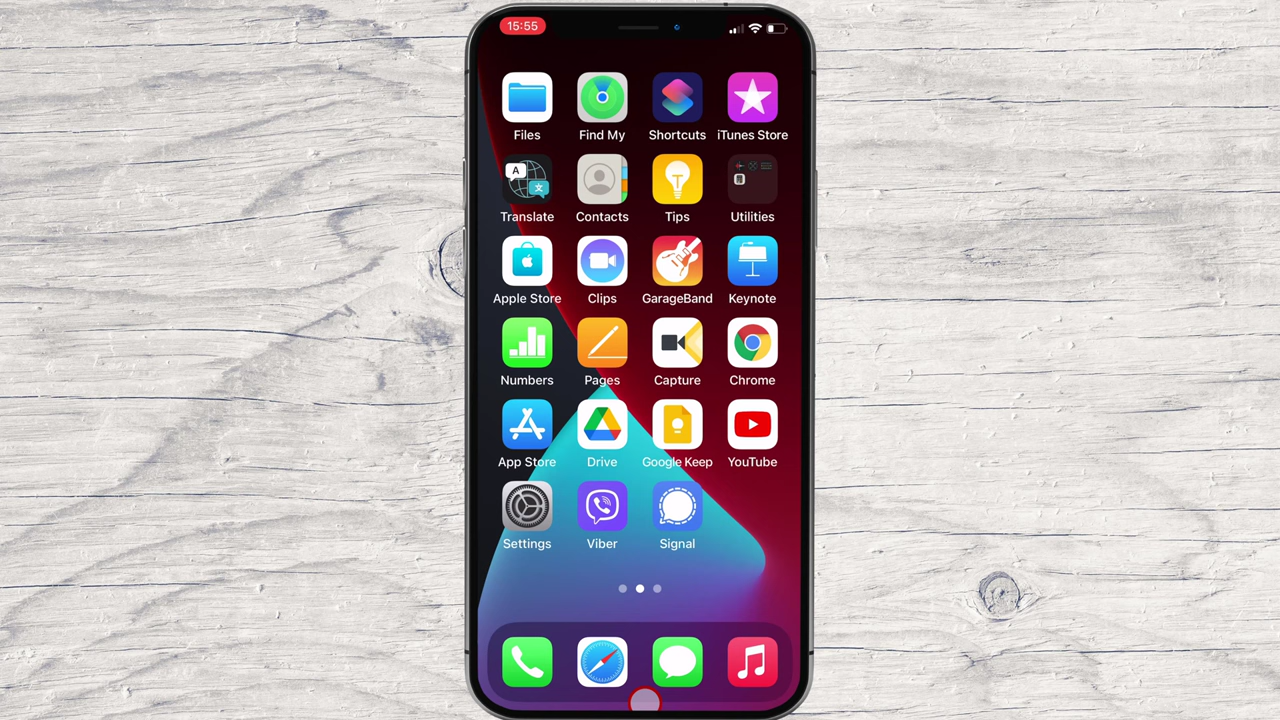 15:55
Files Find My Shortcuts iTunes Store
A
文
Translate Contacts Tips Utilities
Apple Store Clips GarageBand Keynote
Numbers Pages Capture Chrome
App Store Drive Google Keep YouTube
Settings Viber Signal